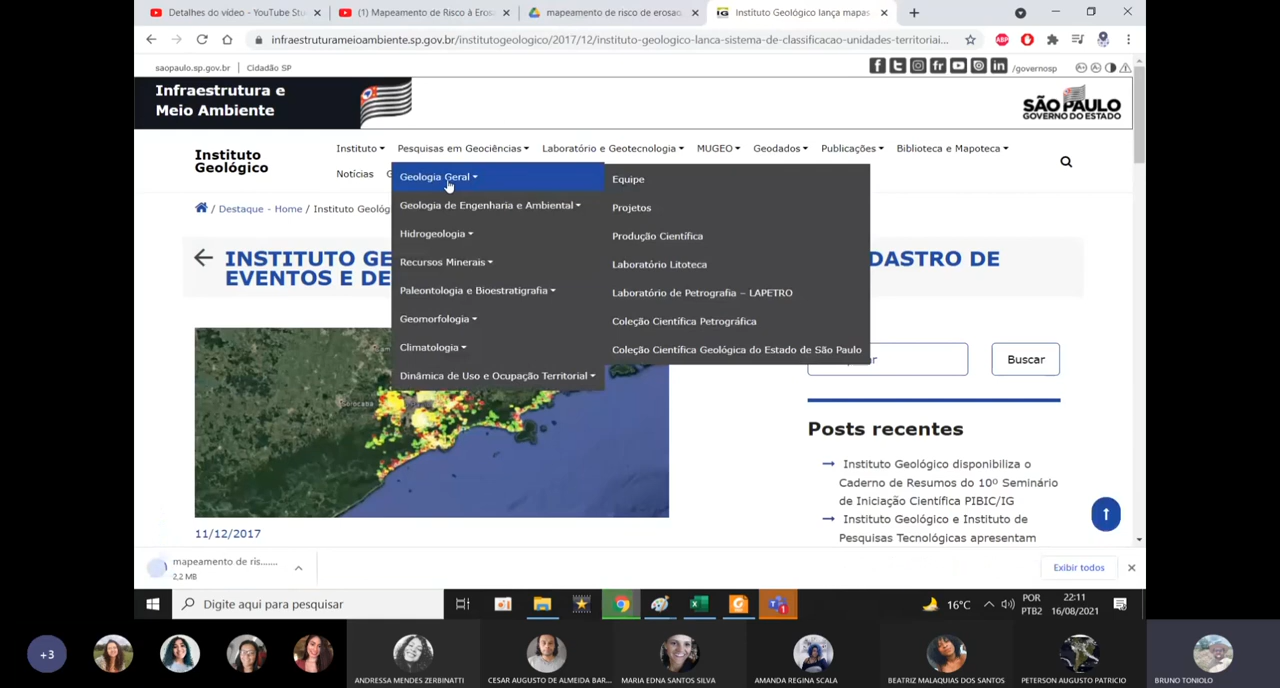 Detalhes do vídeo - YouTube Stu
(1) Mapeamento de Risco à Eros
mapeamento de risco de erosao
Instituto Geológico lança mapas
infraestruturameioambiente.sp.gov.br/institutogeologico/2017/12/instituto-geologico-lanca-sistema-de-classificacao-unidades-territoriai...
ABP
saopaulo.sp.gov.br
Cidadão SP
/governosp
Infraestrutura e
Meio Ambiente
SÃO PAULO
GOVERNO DO ESTADO
Instituto
Geológico
Instituto
Pesquisas em Geociências
Laboratório e Geotecnologia
MUGEO
Geodados
Publicações
Biblioteca e Mapoteca
Notícias
Geologia Geral
Geologia de Engenharia e Ambiental
Hidrogeologia
Recursos Minerais
Paleontologia e Bioestratigrafia
Geomorfologia
Climatologia
Dinâmica de Uso e Ocupação Territorial
Equipe
Projetos
Produção Científica
Laboratório Litoteca
Laboratório de Petrografia – LAPETRO
Coleção Científica Petrográfica
Coleção Científica Geológica do Estado de São Paulo
/ Destaque - Home / Instituto Geológ
INSTITUTO GE
DASTRO DE
EVENTOS E DE
Buscar
Posts recentes
Instituto Geológico disponibiliza o
Caderno de Resumos do 10º Seminário
de Iniciação Científica PIBIC/IG
Instituto Geológico e Instituto de
Pesquisas Tecnológicas apresentam
11/12/2017
mapeamento de ris.......
2,2 MB
Exibir todos
Digite aqui para pesquisar
16°C
POR
PTB2
22:11
16/08/2021
+3
ANDRESSA MENDES ZERBINATTI
CESAR AUGUSTO DE ALMEIDA BAR...
MARIA EDNA SANTOS SILVA
AMANDA REGINA SCALA
BEATRIZ MALAQUIAS DOS SANTOS
PETERSON AUGUSTO PATRICIO
BRUNO TONIOLO